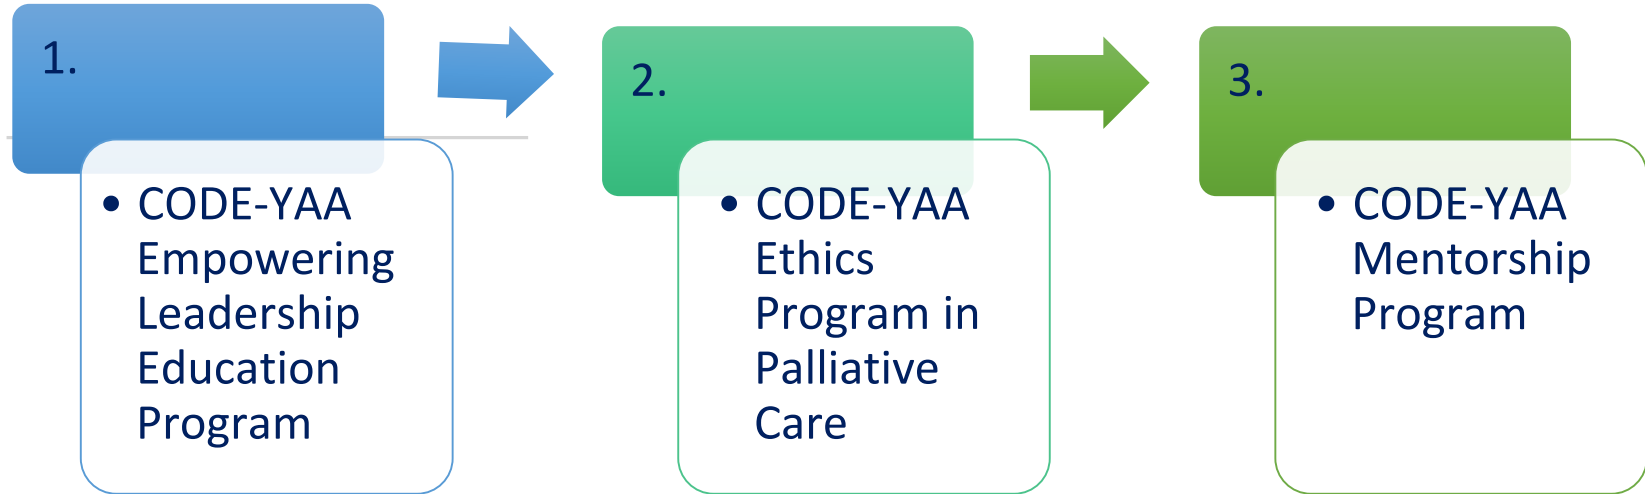 1.
• CODE-YAA
Empowering
Leadership
Education
Program
2.
• CODE-YAA
Ethics
Program in
Palliative
Care
3.
• CODE-YAA
Mentorship
Program